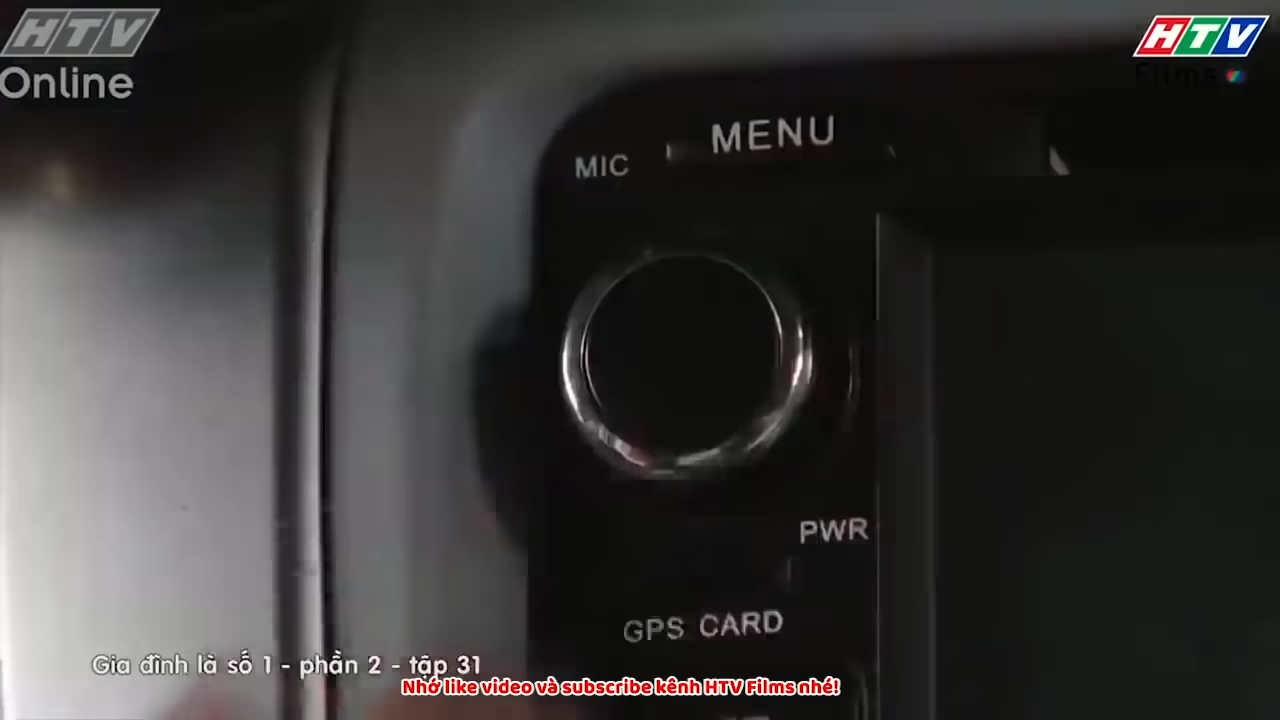 HTV
Online
HTV
Films
MENU
MIC
PWR
GPS CARD
Gia đình là số 1 - phần 2 - tập 31
Nhớ like video và subscribe kênh HTV Films nhé!